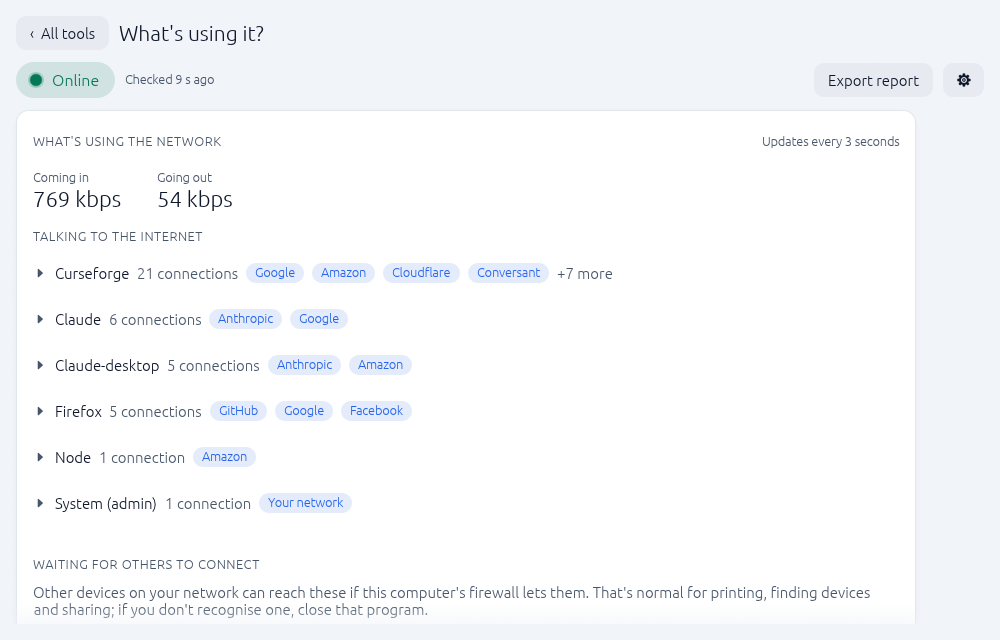 ‹ All tools What's using it?
Online Checked 9 s ago Export report
WHAT'S USING THE NETWORK Updates every 3 seconds
Coming in Going out
769 kbps 54 kbps
TALKING TO THE INTERNET
Curseforge 21 connections Google Amazon Cloudflare Conversant +7 more
Claude 6 connections Anthropic Google
Claude-desktop 5 connections Anthropic Amazon
Firefox 5 connections GitHub Google Facebook
Node 1 connection Amazon
System (admin) 1 connection Your network
WAITING FOR OTHERS TO CONNECT
Other devices on your network can reach these if this computer's firewall lets them. That's normal for printing, finding devices
and sharing; if you don't recognise one, close that program.